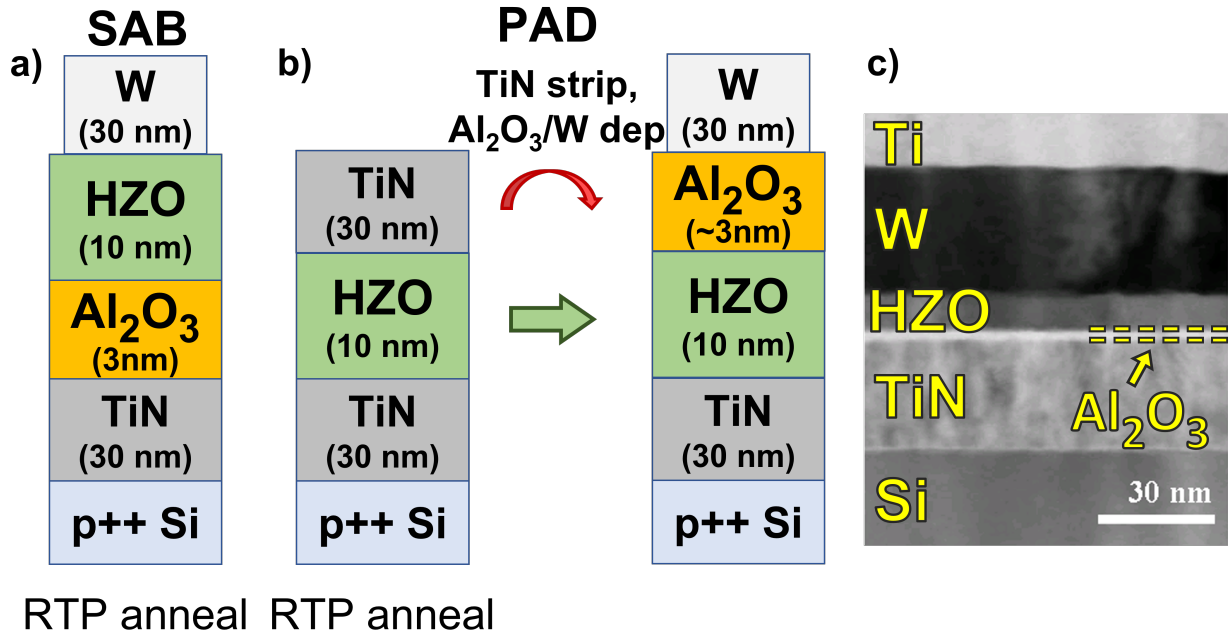 SAB
a)
W
(30 nm)
HZO
(10 nm)
Al₂O₃
(3nm)
TiN
(30 nm)
p++ Si
RTP anneal
PAD
b)
TiN
(30 nm)
HZO
(10 nm)
TiN
(30 nm)
p++ Si
RTP anneal
TiN strip,
Al₂O₃/W dep
W
(30 nm)
Al₂O₃
(~3nm)
HZO
(10 nm)
TiN
(30 nm)
p++ Si
c)
Ti
W
HZO
TiN
Al₂O₃
Si
30 nm